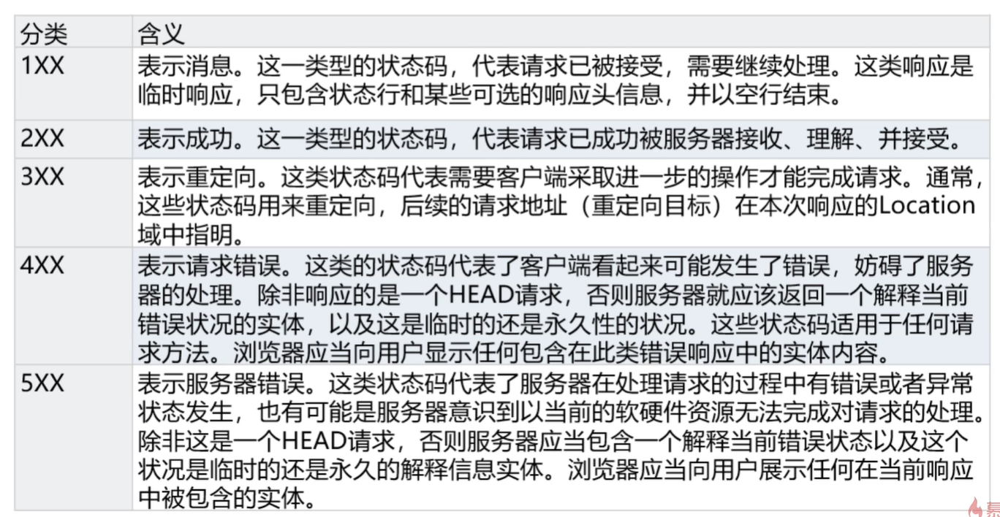 分类 含义
1XX 表示消息。这一类型的状态码，代表请求已被接受，需要继续处理。这类响应是
临时响应，只包含状态行和某些可选的响应头信息，并以空行结束。
2XX 表示成功。这一类型的状态码，代表请求已成功被服务器接收、理解、并接受。
3XX 表示重定向。这类状态码代表需要客户端采取进一步的操作才能完成请求。通常，
这些状态码用来重定向，后续的请求地址（重定向目标）在本次响应的Location
域中指明。
4XX 表示请求错误。这类的状态码代表了客户端看起来可能发生了错误，妨碍了服务
器的处理。除非响应的是一个HEAD请求，否则服务器就应该返回一个解释当前
错误状况的实体，以及这是临时的还是永久性的状况。这些状态码适用于任何请
求方法。浏览器应当向用户显示任何包含在此类错误响应中的实体内容。
5XX 表示服务器错误。这类状态码代表了服务器在处理请求的过程中有错误或者异常
状态发生，也有可能是服务器意识到以当前的软硬件资源无法完成对请求的处理。
除非这是一个HEAD请求，否则服务器应当包含一个解释当前错误状态以及这个
状况是临时的还是永久的解释信息实体。浏览器应当向用户展示任何在当前响应
中被包含的实体。